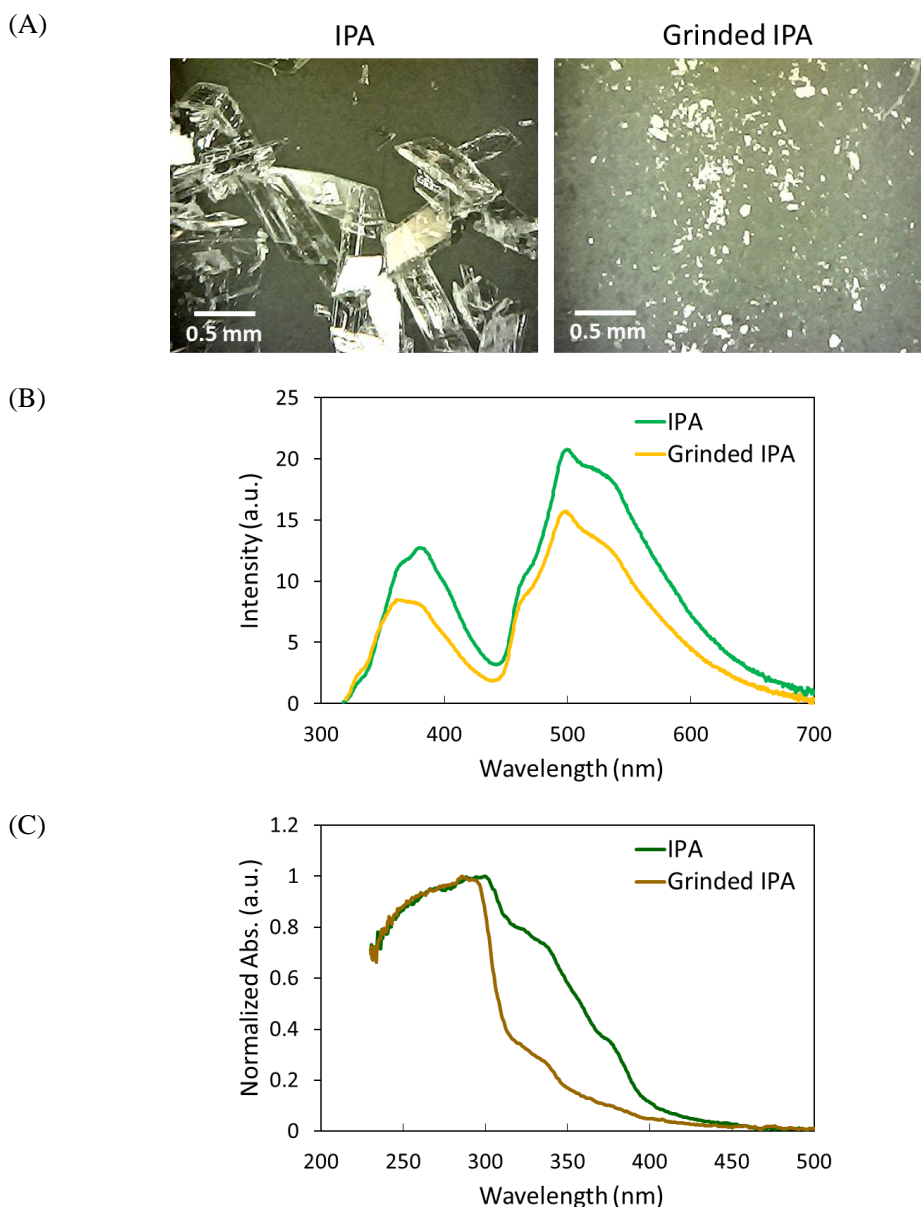 (A)
IPA
Grinded IPA
0.5 mm
0.5 mm
(B)
25
20
15
10
5
0
Intensity (a.u.)
IPA
Grinded IPA
300
400
500
600
700
Wavelength (nm)
(C)
1.2
1
0.8
0.6
0.4
0.2
0
Normalized Abs. (a.u.)
IPA
Grinded IPA
200
250
300
350
400
450
500
Wavelength (nm)